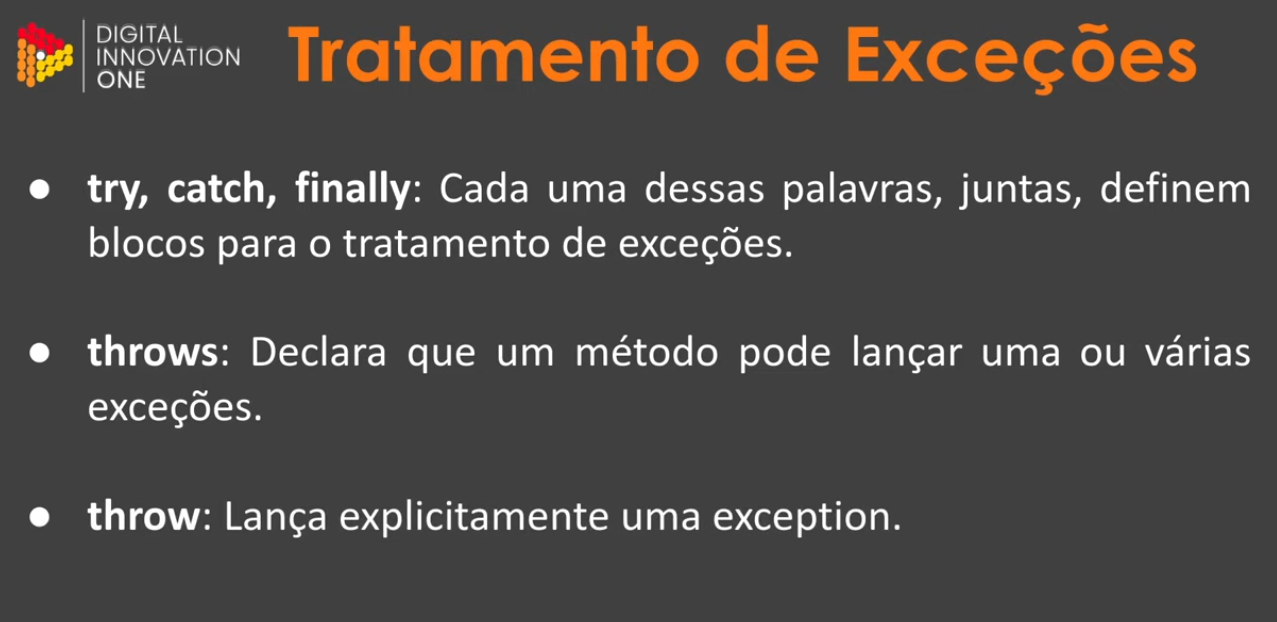 DIGITAL
INNOVATION
ONE
Tratamento de Exceções
● try, catch, finally: Cada uma dessas palavras, juntas, definem
blocos para o tratamento de exceções.
● throws: Declara que um método pode lançar uma ou várias
exceções.
● throw: Lança explicitamente uma exception.